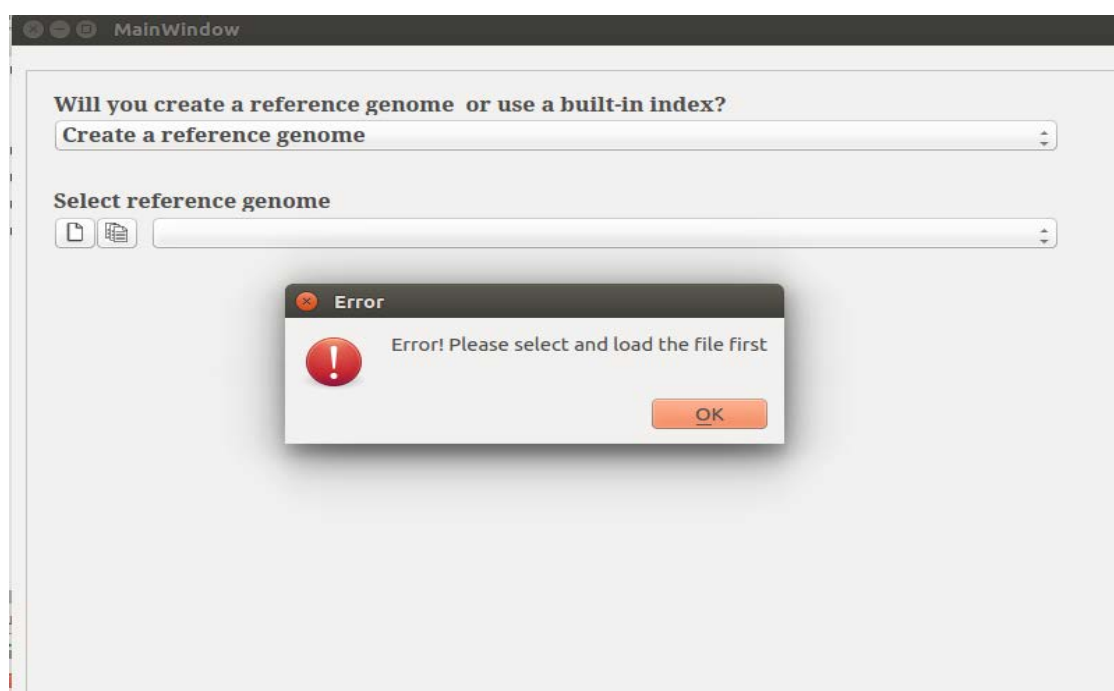 MainWindow
Will you create a reference genome or use a built-in index?
Create a reference genome
Select reference genome
Error
Error! Please select and load the file first
OK